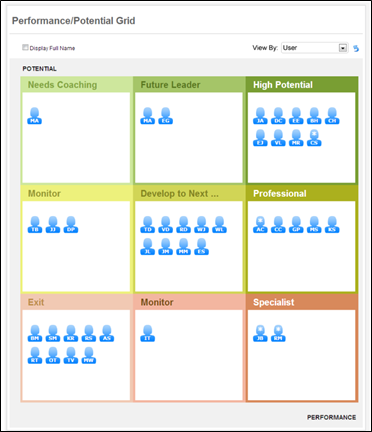 Performance/Potential Grid
Display Full Name
View By: User
POTENTIAL
Needs Coaching Future Leader High Potential
MA MA EG JA DC EE BH CH
EJ VL MR CS
Monitor Develop to Next ... Professional
TB JJ DP TD VD RD WJ WL AC CC GP MS KS
JL JM MM ES
Exit Monitor Specialist
BM SM KR RS AS IT JB RM
RT OT TV MW
PERFORMANCE